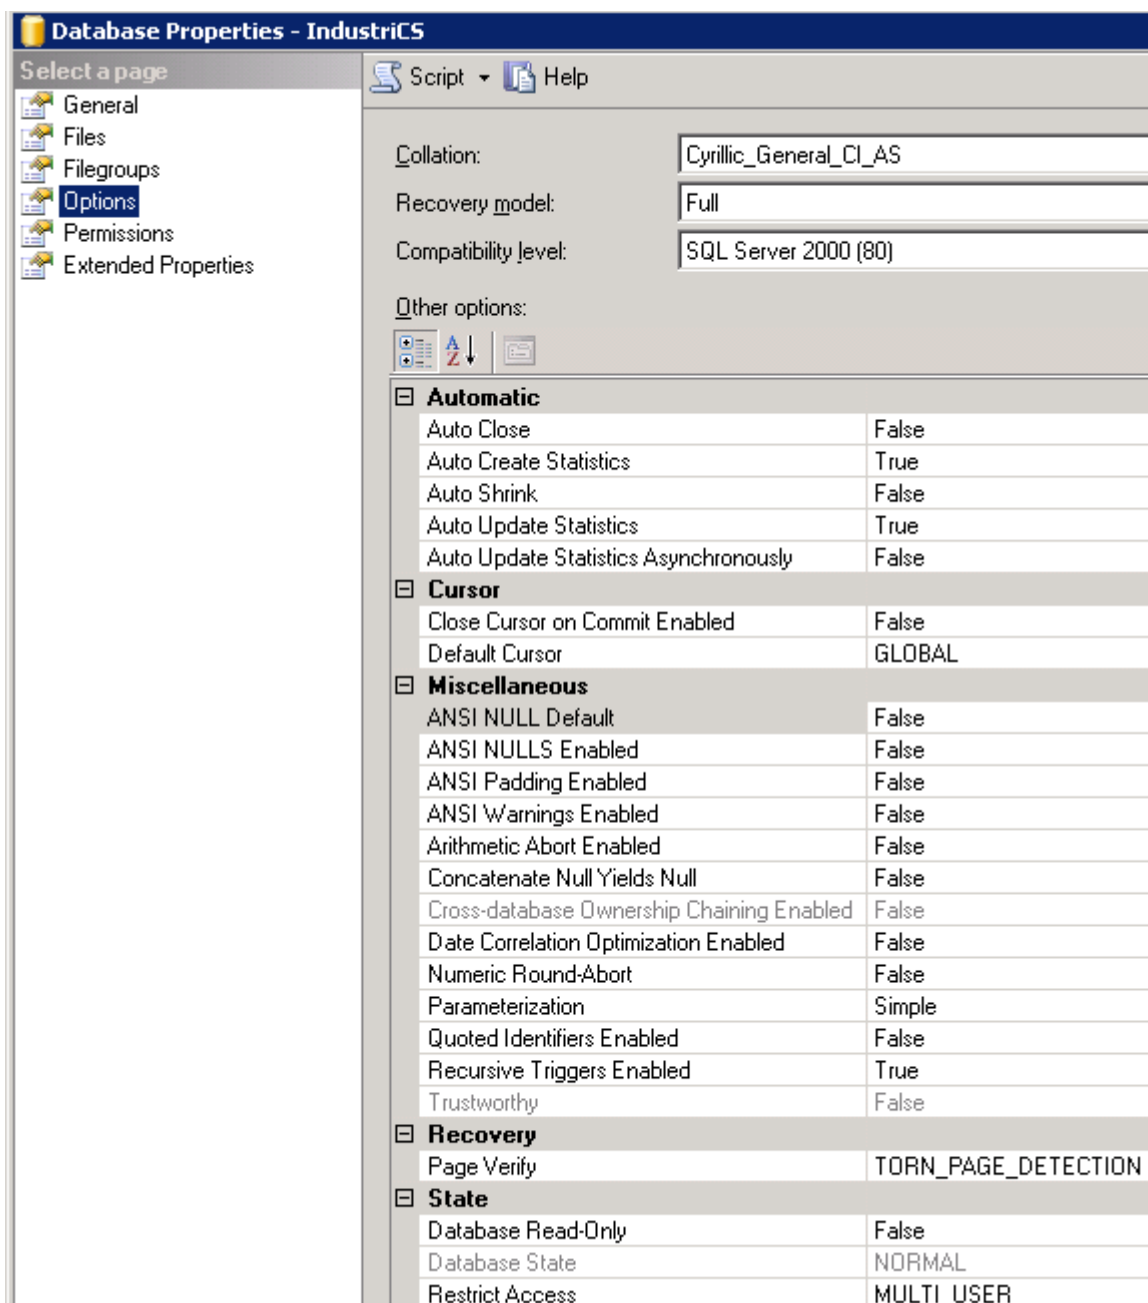 Database Properties - IndustriCS
Select a page
General
Files
Filegroups
Options
Permissions
Extended Properties
Script Help
Collation: Cyrillic_General_CI_AS
Recovery model: Full
Compatibility level: SQL Server 2000 (80)
Other options:
Automatic
Auto Close False
Auto Create Statistics True
Auto Shrink False
Auto Update Statistics True
Auto Update Statistics Asynchronously False
Cursor
Close Cursor on Commit Enabled False
Default Cursor GLOBAL
Miscellaneous
ANSI NULL Default False
ANSI NULLS Enabled False
ANSI Padding Enabled False
ANSI Warnings Enabled False
Arithmetic Abort Enabled False
Concatenate Null Yields Null False
Cross-database Ownership Chaining Enabled False
Date Correlation Optimization Enabled False
Numeric Round-Abort False
Parameterization Simple
Quoted Identifiers Enabled False
Recursive Triggers Enabled True
Trustworthy False
Recovery
Page Verify TORN_PAGE_DETECTION
State
Database Read-Only False
Database State NORMAL
Restrict Access MULTI_USER